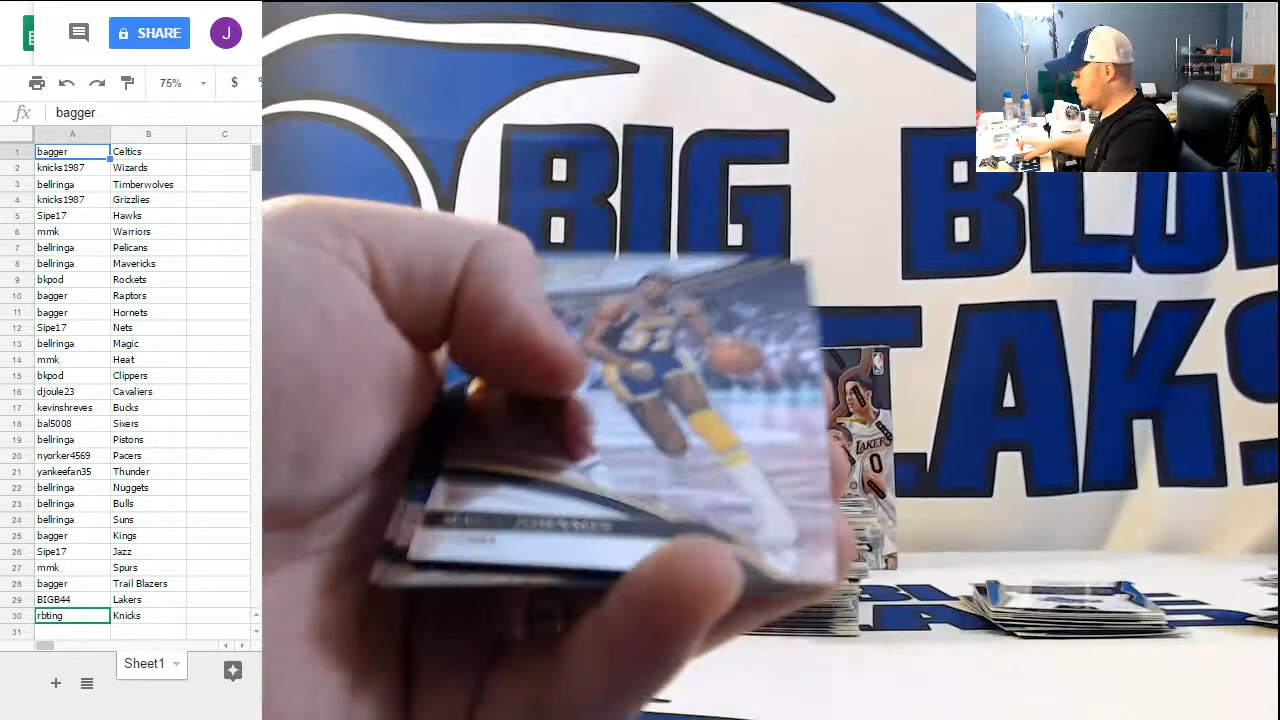 SHARE
J
75%
$
fx
bagger
A B C
1 bagger Celtics
2 knicks1987 Wizards
3 bellringa Timberwolves
4 knicks1987 Grizzlies
5 Sipe17 Hawks
6 mmk Warriors
7 bellringa Pelicans
8 bellringa Mavericks
9 bkpod Rockets
10 bagger Raptors
11 bagger Hornets
12 Sipe17 Nets
13 bellringa Magic
14 mmk Heat
15 bkpod Clippers
16 djoule23 Cavaliers
17 kevinshreves Bucks
18 bal5008 Sixers
19 bellringa Pistons
20 nyorker4569 Pacers
21 yankeefan35 Thunder
22 bellringa Nuggets
23 bellringa Bulls
24 bellringa Suns
25 bagger Kings
26 Sipe17 Jazz
27 mmk Spurs
28 bagger Trail Blazers
29 BIGB44 Lakers
30 rbting Knicks
31
Sheet1
BIG BLU
EAKS
JOHNSON
LAKERS
0